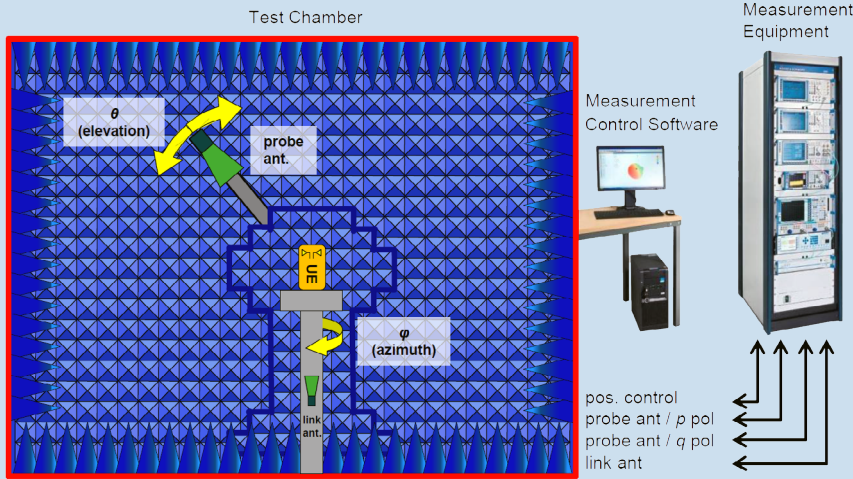 Test Chamber
Measurement
Equipment
θ
(elevation)
probe
ant.
Measurement
Control Software
UE
φ
(azimuth)
link
ant.
pos. control
probe ant / p pol
probe ant / q pol
link ant